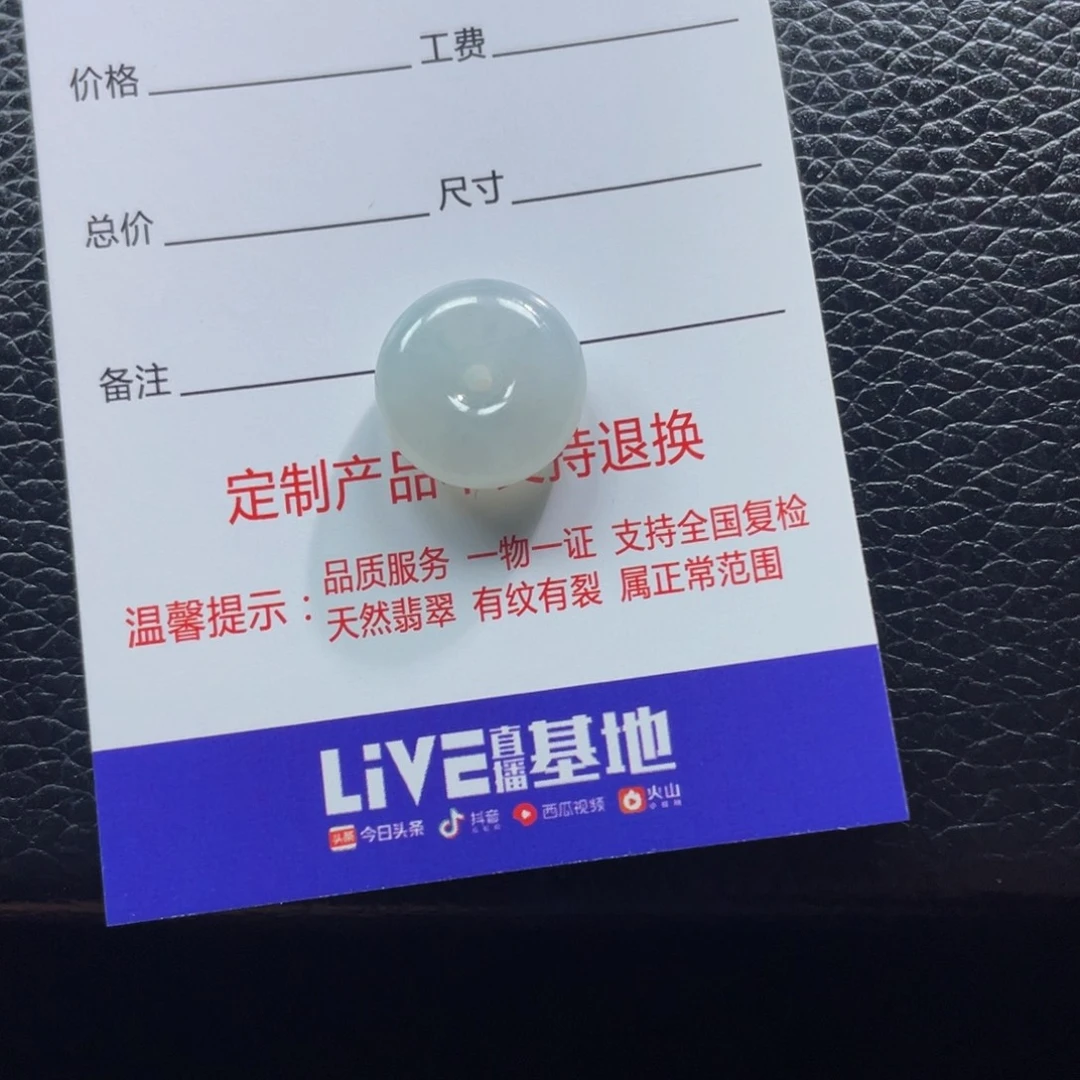 价格 工费
总价 尺寸
备注
定制产品 支持退换
品质服务 一物一证 支持全国复检
温馨提示：
天然翡翠 有纹有裂 属正常范围
LiVE直播基地
头条 今日头条 抖音 西瓜视频 火山